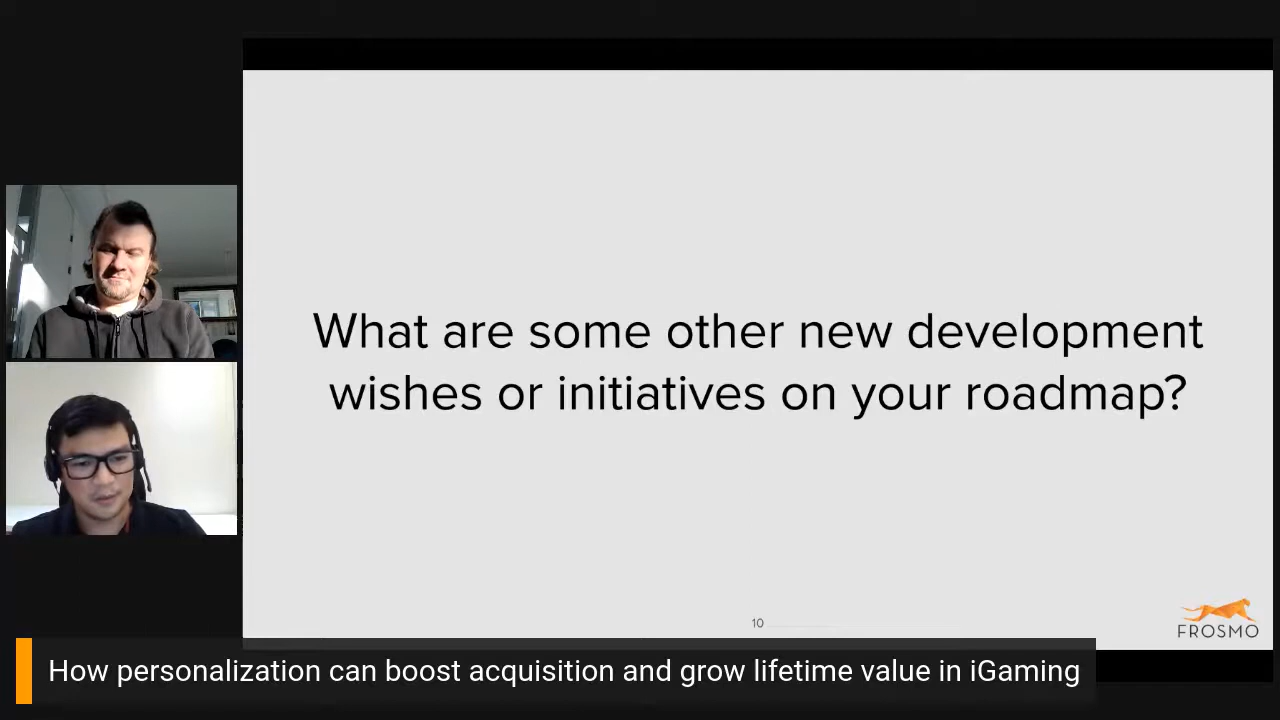 What are some other new development
wishes or initiatives on your roadmap?
10
FROSMO
How personalization can boost acquisition and grow lifetime value in iGaming